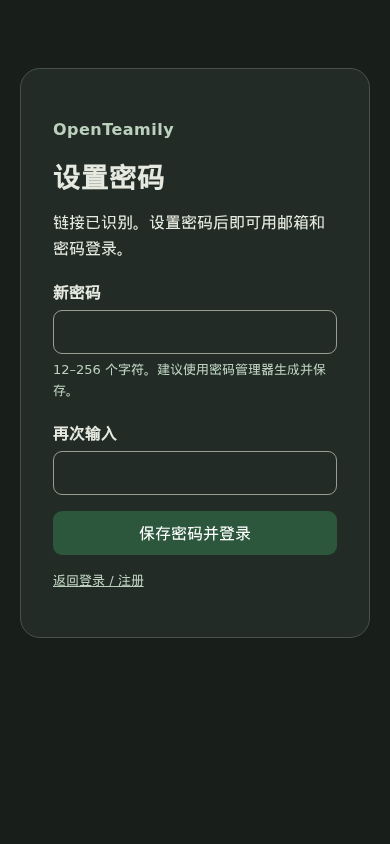 OpenTeamily
设置密码
链接已识别。设置密码后即可用邮箱和
密码登录。
新密码
12–256 个字符。建议使用密码管理器生成并保
存。
再次输入
保存密码并登录
返回登录 / 注册